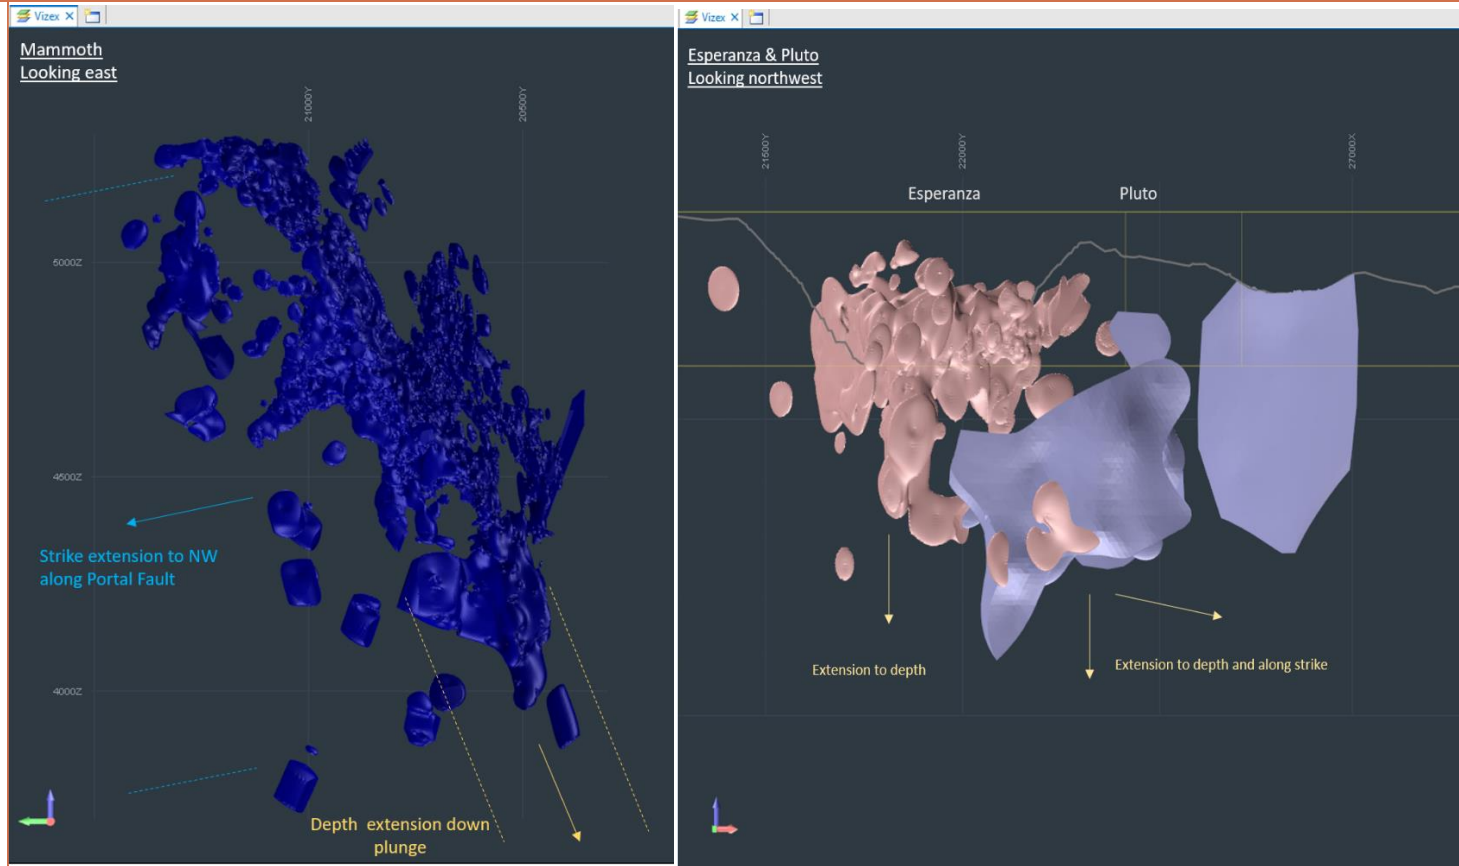 Vizex
Mammoth
Looking east
21000Y
20500Y
5000Z
4500Z
4000Z
Strike extension to NW
along Portal Fault
Depth extension down
plunge
Vizex
Esperanza & Pluto
Looking northwest
21500Y
22000Y
27000X
Esperanza
Pluto
Extension to depth
Extension to depth and along strike